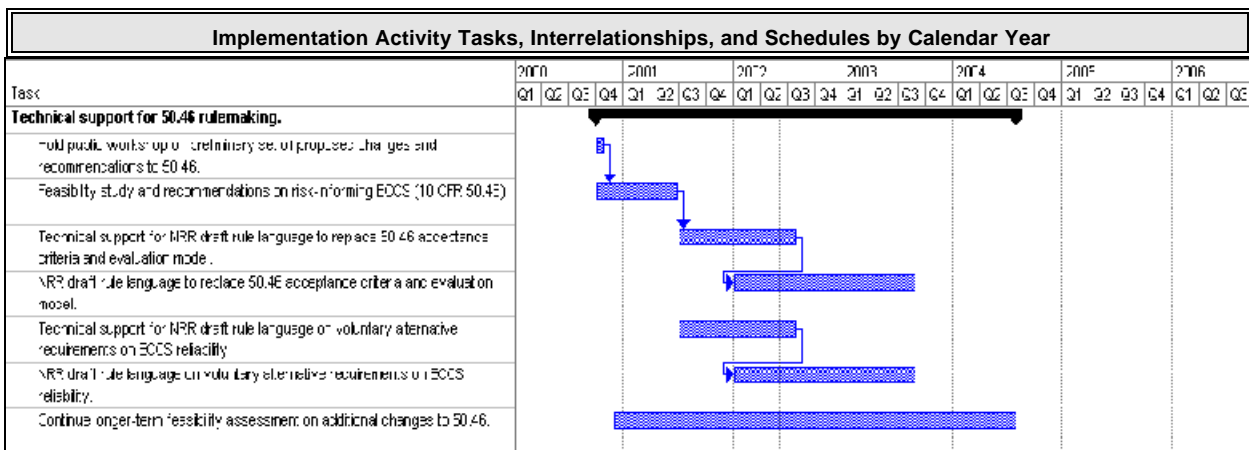 Implementation Activity Tasks, Interrelationships, and Schedules by Calendar Year
2000 2001 2002 2003 2004 2005 2006
Task Q1 Q2 Q3 Q4 Q1 Q2 Q3 Q4 Q1 Q2 Q3 Q4 Q1 Q2 Q3 Q4 Q1 Q2 Q3 Q4 Q1 Q2 Q3 Q4 Q1 Q2 Q3
Technical support for 50.46 rulemaking.
Hold public workshop on preliminary set of proposed changes and
recommendations to 50.46.
Feasibility study and recommendations on risk-informing ECCS (10 CFR 50.46)
Technical support for NRR draft rule language to replace 50.46 acceptance
criteria and evaluation model.
NRR draft rule language to replace 50.46 acceptance criteria and evaluation
model.
Technical support for NRR draft rule language on voluntary alternative
requirements on ECCS reliability
NRR draft rule language on voluntary alternative requirements on ECCS
reliability.
Continue longer-term feasibility assessment on additional changes to 50.46.